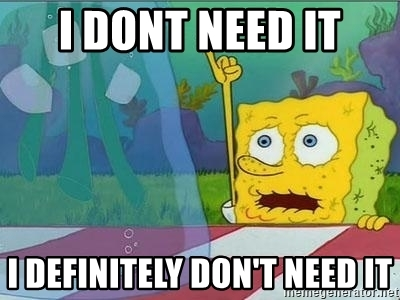 I DONT NEED IT
I DEFINITELY DON'T NEED IT
memegenerator.net